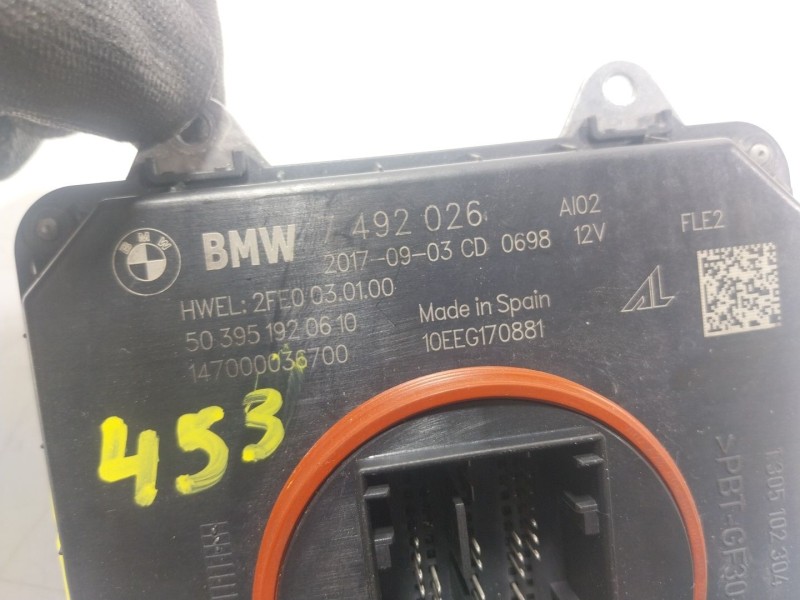 BMW 7 492 026
2017-09-03 CD 0698
AI02
12V
FLE2
HWEL: 2FE0 03.01.00
50 395 192 06 10
147000036700
Made in Spain
10EEG170881
AL
453
>PBT-GF30
1 305 102 304